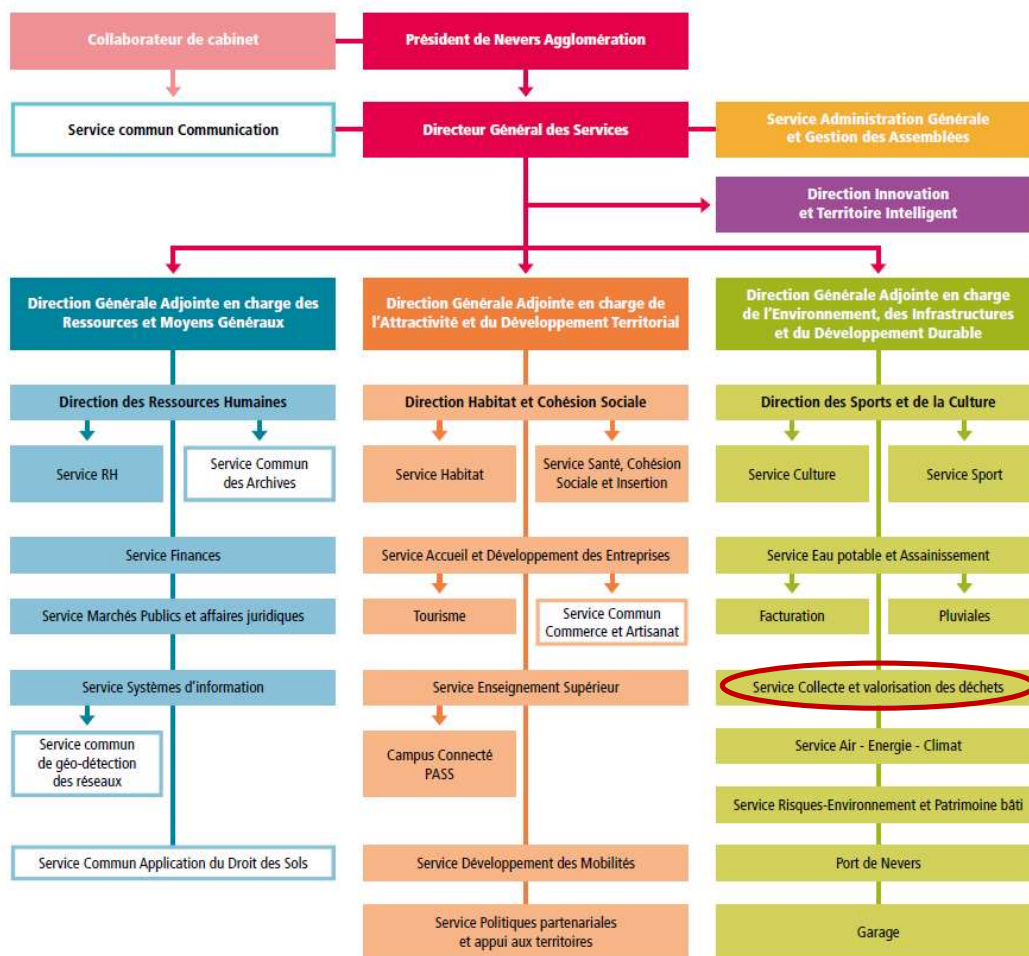 Collaborateur de cabinet
Président de Nevers Agglomération
Service commun Communication
Directeur Général des Services
Service Administration Générale
et Gestion des Assemblées
Direction Innovation
et Territoire Intelligent
Direction Générale Adjointe en charge des
Ressources et Moyens Généraux
Direction des Ressources Humaines
Service RH
Service Commun
des Archives
Service Finances
Service Marchés Publics et affaires juridiques
Service Systèmes d'information
Service commun
de géo-détection
des réseaux
Service Commun Application du Droit des Sols
Direction Générale Adjointe en charge de
l'Attractivité et du Développement Territorial
Direction Habitat et Cohésion Sociale
Service Habitat
Service Santé, Cohésion
Sociale et Insertion
Service Accueil et Développement des Entreprises
Tourisme
Service Commun
Commerce et Artisanat
Service Enseignement Supérieur
Campus Connecté
PASS
Service Développement des Mobilités
Service Politiques partenariales
et appui aux territoires
Direction Générale Adjointe en charge
de l'Environnement, des Infrastructures
et du Développement Durable
Direction des Sports et de la Culture
Service Culture
Service Sport
Service Eau potable et Assainissement
Facturation
Pluviales
Service Collecte et valorisation des déchets
Service Air - Energie - Climat
Service Risques-Environnement et Patrimoine bâti
Port de Nevers
Garage